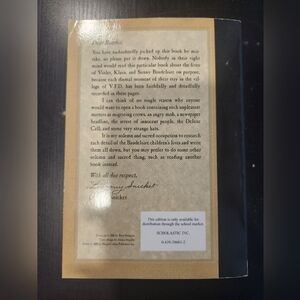 Dear Reader,
You have undoubtedly picked up this book by mis-
take, so please put it down. Nobody in their right
mind would read this particular book about the lives
of Violet, Klaus, and Sunny Baudelaire on purpose,
because each dismal moment of their stay in the vil-
lage of V.F.D. has been faithfully and dreadfully
recorded in these pages.
I can think of no single reason why anyone
would want to open a book containing such unpleasant
matters as migrating crows, an angry mob, a newspaper
headline, the arrest of innocent people, the Deluxe
Cell, and some very strange hats.
It is my solemn and sacred occupation to research
each detail of the Baudelaire children's lives and write
them all down, but you may prefer to do some other
solemn and sacred thing, such as reading another
book instead.
With all due respect,
Lemony Snicket
Snicket
This edition is only available for
distribution through the school market.
SCHOLASTIC INC.